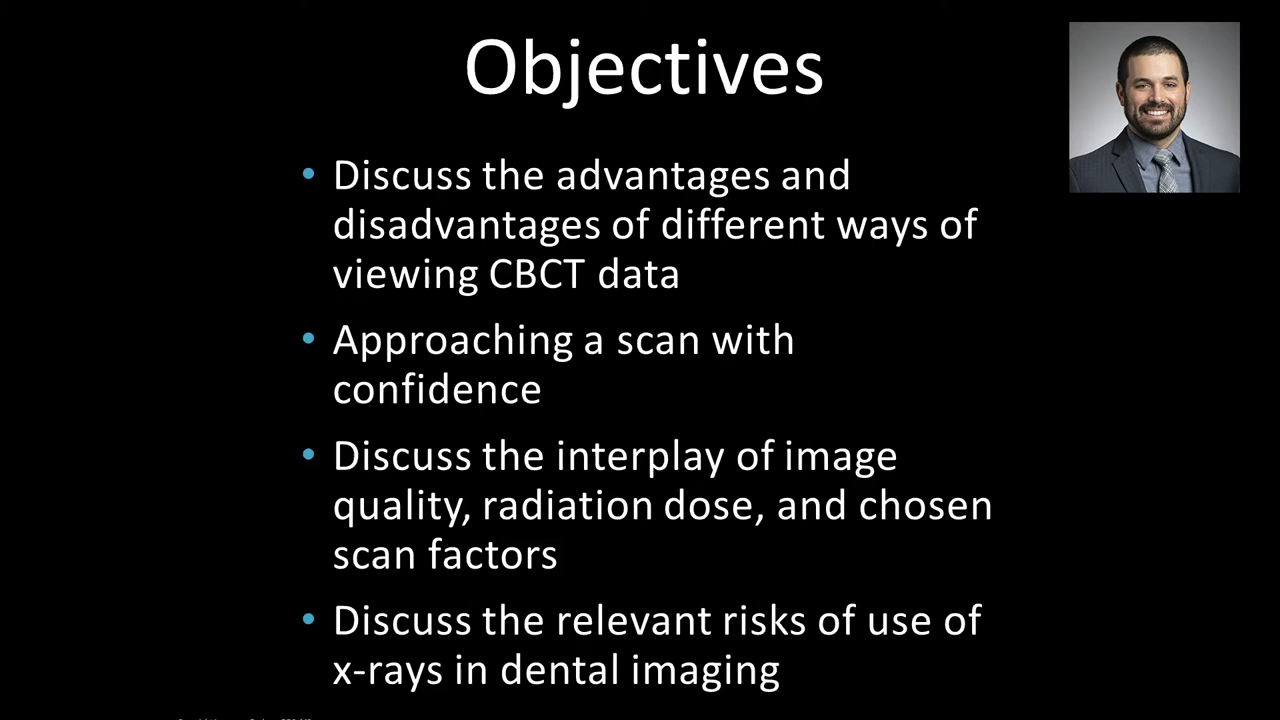 Objectives
• Discuss the advantages and
disadvantages of different ways of
viewing CBCT data
• Approaching a scan with
confidence
• Discuss the interplay of image
quality, radiation dose, and chosen
scan factors
• Discuss the relevant risks of use of
x-rays in dental imaging